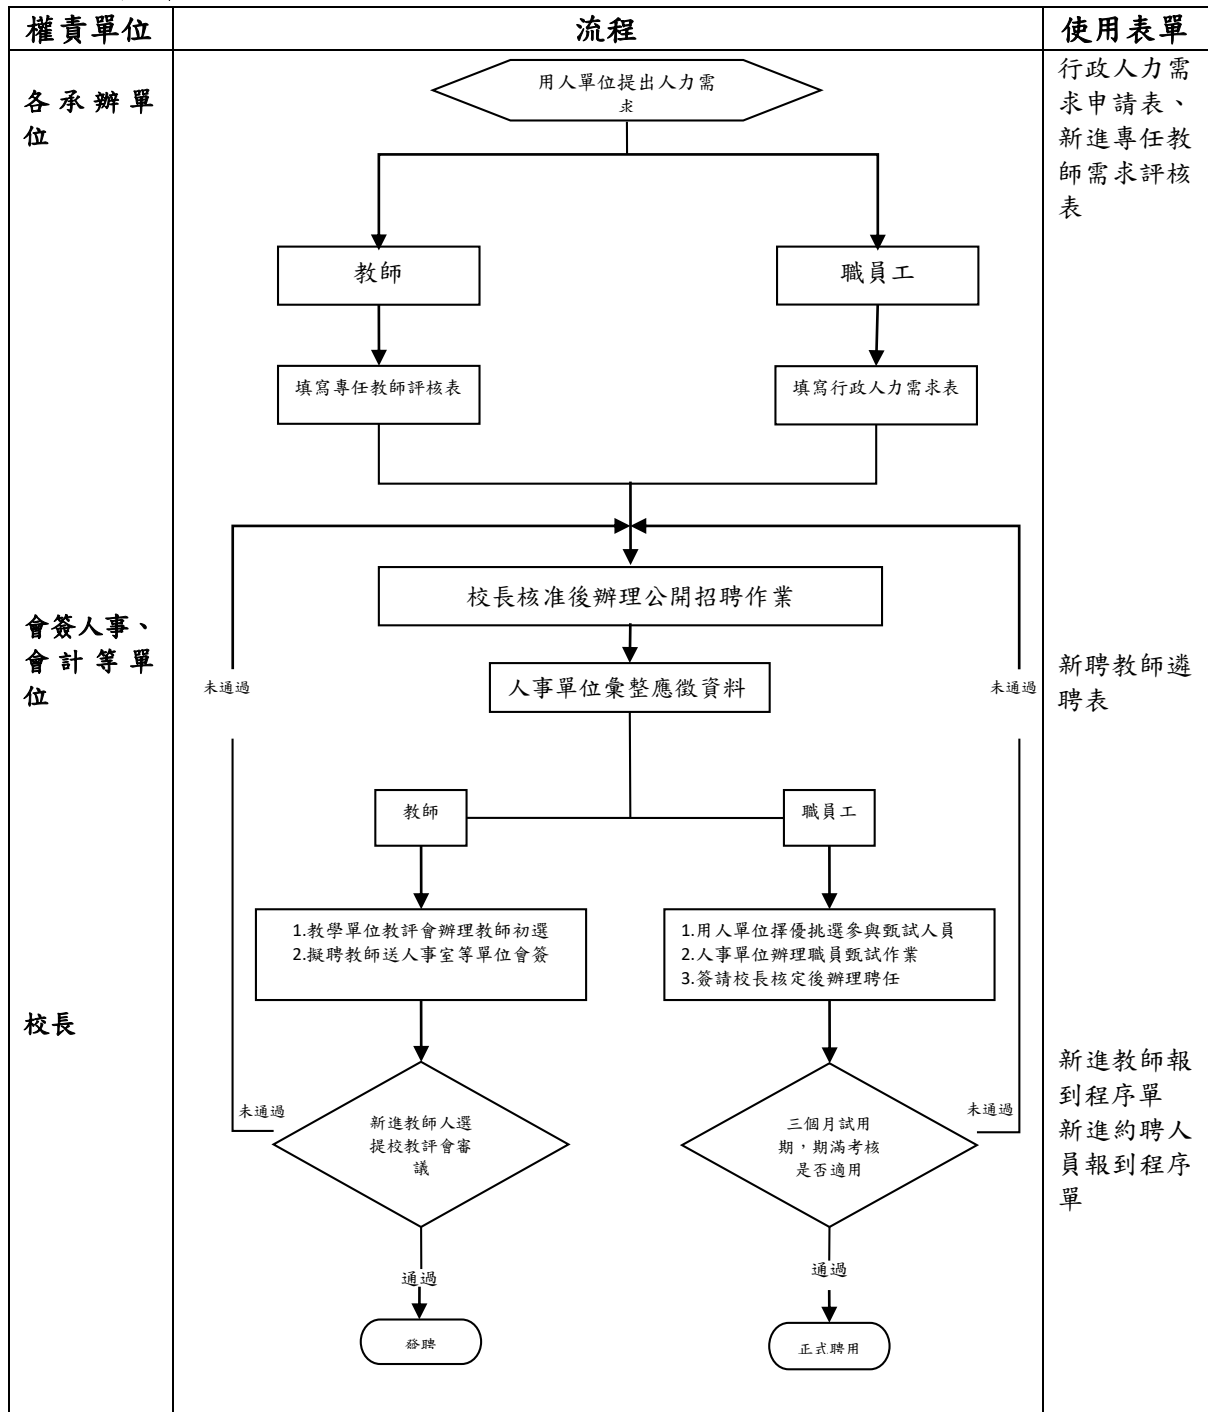 權責單位
流程
使用表單
各承辦單
位
用人單位提出人力需
求
行政人力需
求申請表、
新進專任教
師需求評核
表
教師
職員工
填寫專任教師評核表
填寫行政人力需求表
校長核准後辦理公開招聘作業
會簽人事、
會計等單
位
未通過
人事單位彙整應徵資料
未通過
新聘教師遴
聘表
教師
職員工
1.教學單位教評會辦理教師初選
2.擬聘教師送人事室等單位會簽
1.用人單位擇優挑選參與甄試人員
2.人事單位辦理職員甄試作業
3.簽請校長核定後辦理聘任
校長
未通過
新進教師人選
提校教評會審
議
三個月試用
期，期滿考核
是否適用
未通過
新進教師報
到程序單
新進約聘人
員報到程序
單
通過
通過
發聘
正式聘用